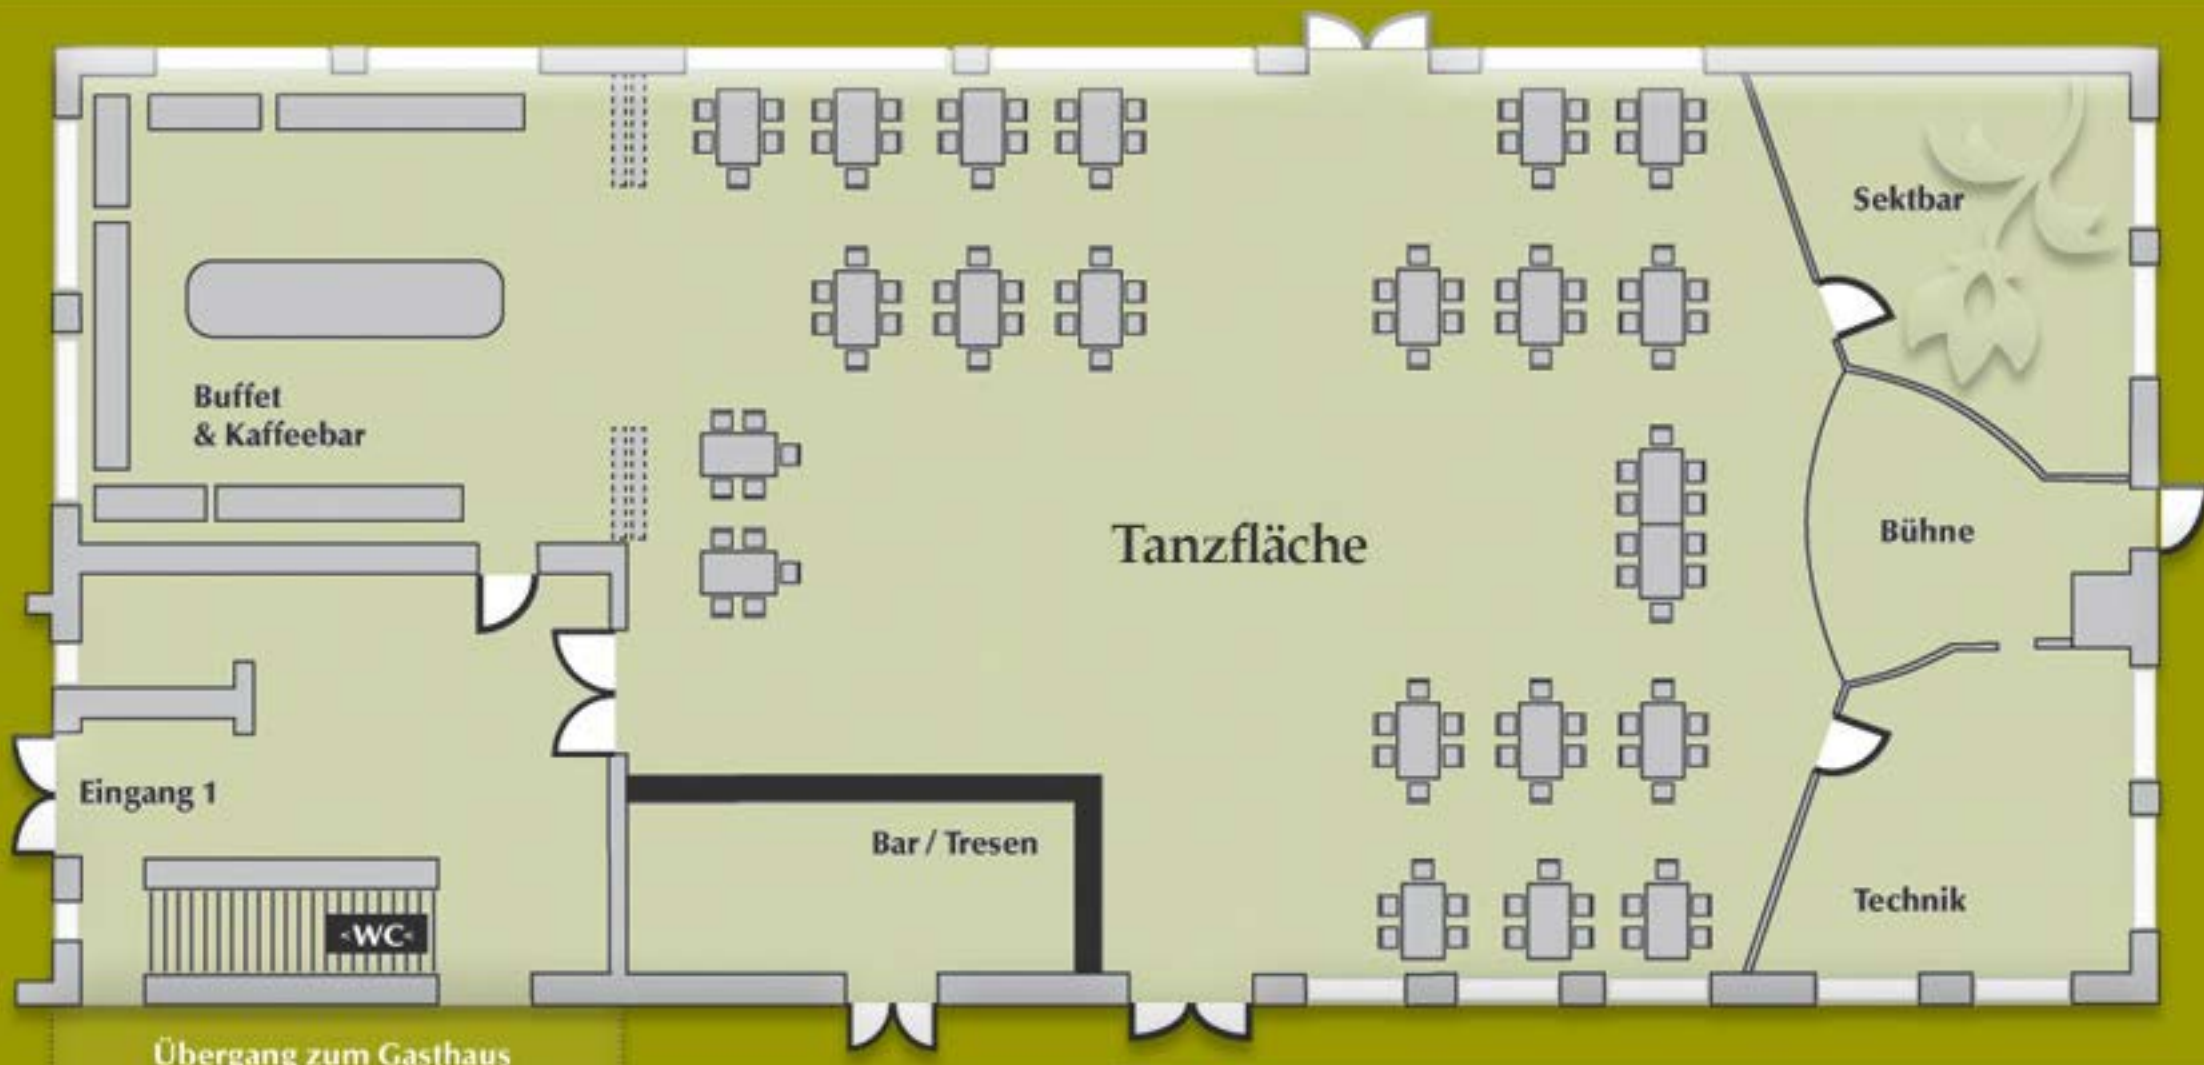 Sektbar
Buffet
& Kaffeebar
Tanzfläche
Bühne
Eingang 1
Bar / Tresen
Technik
<WC<
Übergang zum Gasthaus